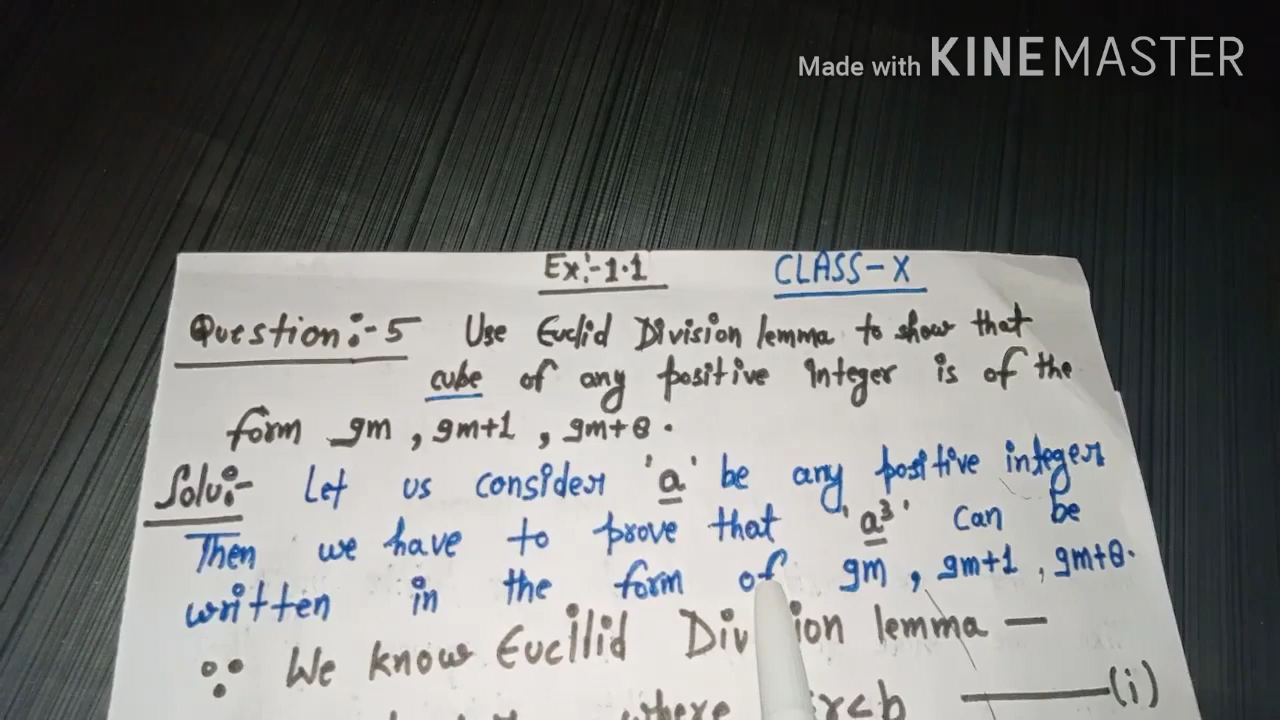 Made with KINEMASTER
Ex:-1.1 CLASS-X
Question:-5 Use Euclid Division lemma to show that
cube of any positive Integer is of the
form 9m, 9m+1, 9m+8.
Solu:- Let us consider 'a' be any positive integer
Then we have to prove that 'a³' can be
written in the form of 9m, 9m+1, 9m+8.
∵ We know Eucilid Division lemma —
where r<b ——(i)